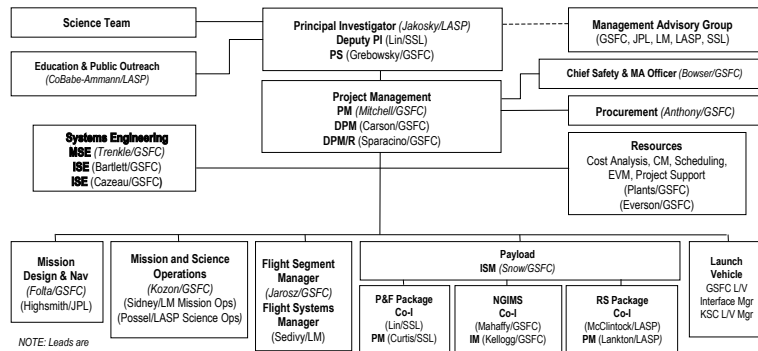 Science Team
Principal Investigator (Jakosky/LASP)
Deputy PI (Lin/SSL)
PS (Grebowsky/GSFC)
Management Advisory Group
(GSFC, JPL, LM, LASP, SSL)
Education & Public Outreach
(CoBabe-Ammann/LASP)
Chief Safety & MA Officer (Bowser/GSFC)
Project Management
PM (Mitchell/GSFC)
DPM (Carson/GSFC)
DPM/R (Sparacino/GSFC)
Procurement (Anthony/GSFC)
Systems Engineering
MSE (Trenkle/GSFC)
ISE (Bartlett/GSFC)
ISE (Cazeau/GSFC)
Resources
Cost Analysis, CM, Scheduling,
EVM, Project Support
(Plants/GSFC)
(Everson/GSFC)
Mission
Design & Nav
(Folta/GSFC)
(Highsmith/JPL)
Mission and Science
Operations
(Kozon/GSFC)
(Sidney/LM Mission Ops)
(Possel/LASP Science Ops)
Flight Segment
Manager
(Jarosz/GSFC)
Flight Systems
Manager
(Sedivy/LM)
Payload
ISM (Snow/GSFC)
P&F Package
Co-I
(Lin/SSL)
PM (Curtis/SSL)
NGIMS
Co-I
(Mahaffy/GSFC)
IM (Kellogg/GSFC)
RS Package
Co-I
(McClintock/LASP)
PM (Lankton/LASP)
Launch
Vehicle
GSFC L/V
Interface Mgr
KSC L/V Mgr
NOTE: Leads are